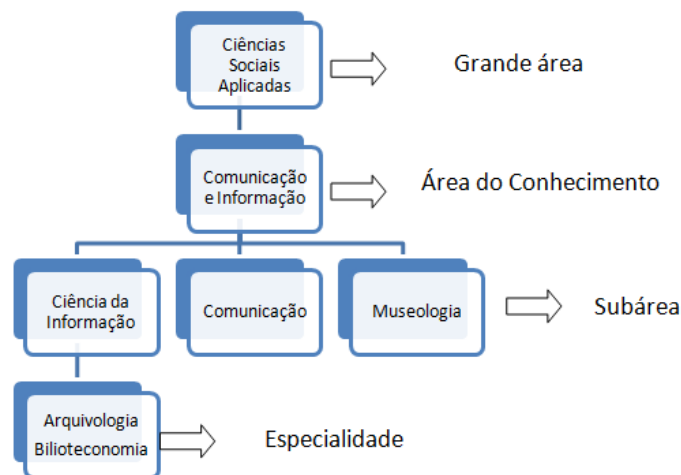 Ciências
Sociais
Aplicadas
Grande área
Comunicação
e Informação
Área do Conhecimento
Ciência da
Informação
Comunicação
Museologia
Subárea
Arquivologia
Bilioteconomia
Especialidade